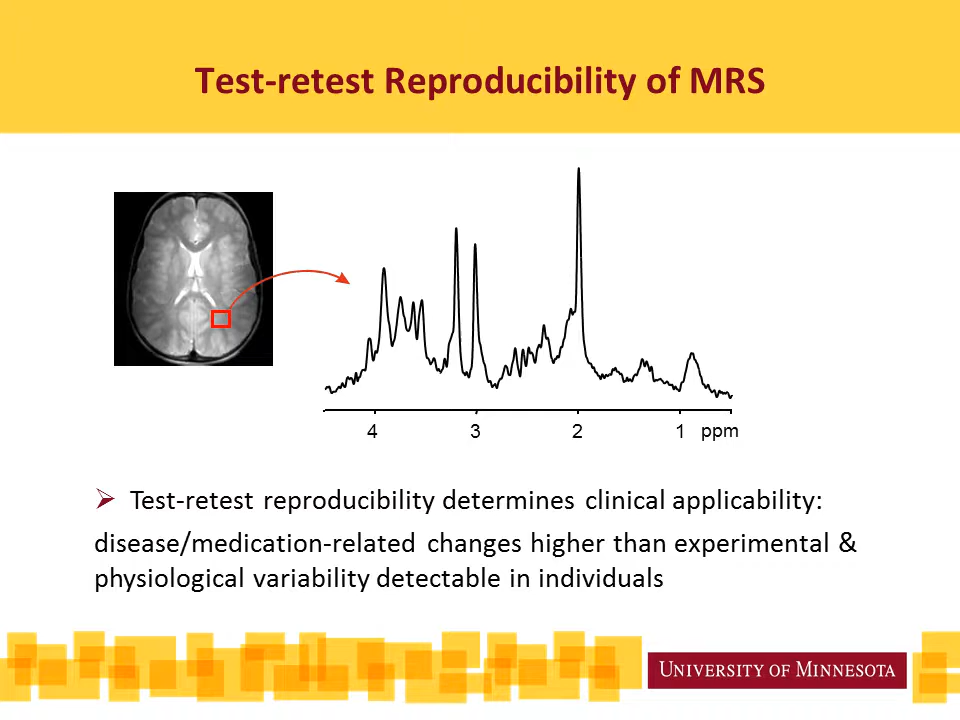 Test-retest Reproducibility of MRS
4 3 2 1 ppm
➢ Test-retest reproducibility determines clinical applicability:
disease/medication-related changes higher than experimental &
physiological variability detectable in individuals
UNIVERSITY OF MINNESOTA